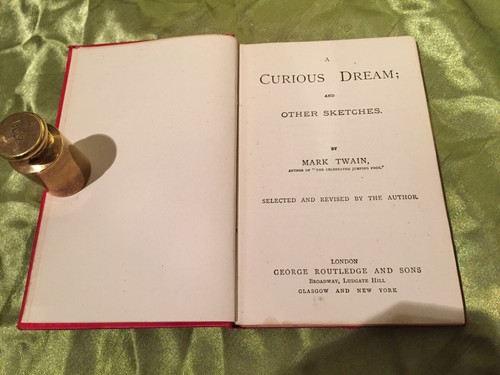 A
CURIOUS DREAM;
AND
OTHER SKETCHES.
BY
MARK TWAIN,
AUTHOR OF "THE CELEBRATED JUMPING FROG."
SELECTED AND REVISED BY THE AUTHOR.
LONDON
GEORGE ROUTLEDGE AND SONS
BROADWAY, LUDGATE HILL
GLASGOW AND NEW YORK